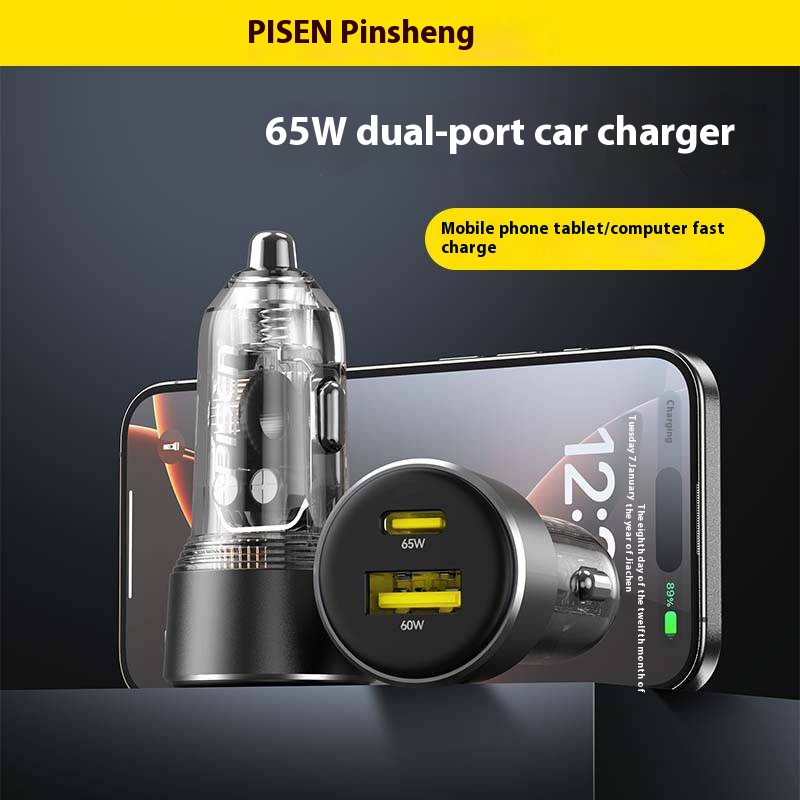 PISEN Pinsheng
65W dual-port car charger
Mobile phone tablet/computer fast
charge
PISEN
65W
60W
Charging
12:
Tuesday 7 January
the year of Jiachen
The eighth day of the twelfth month of
89%